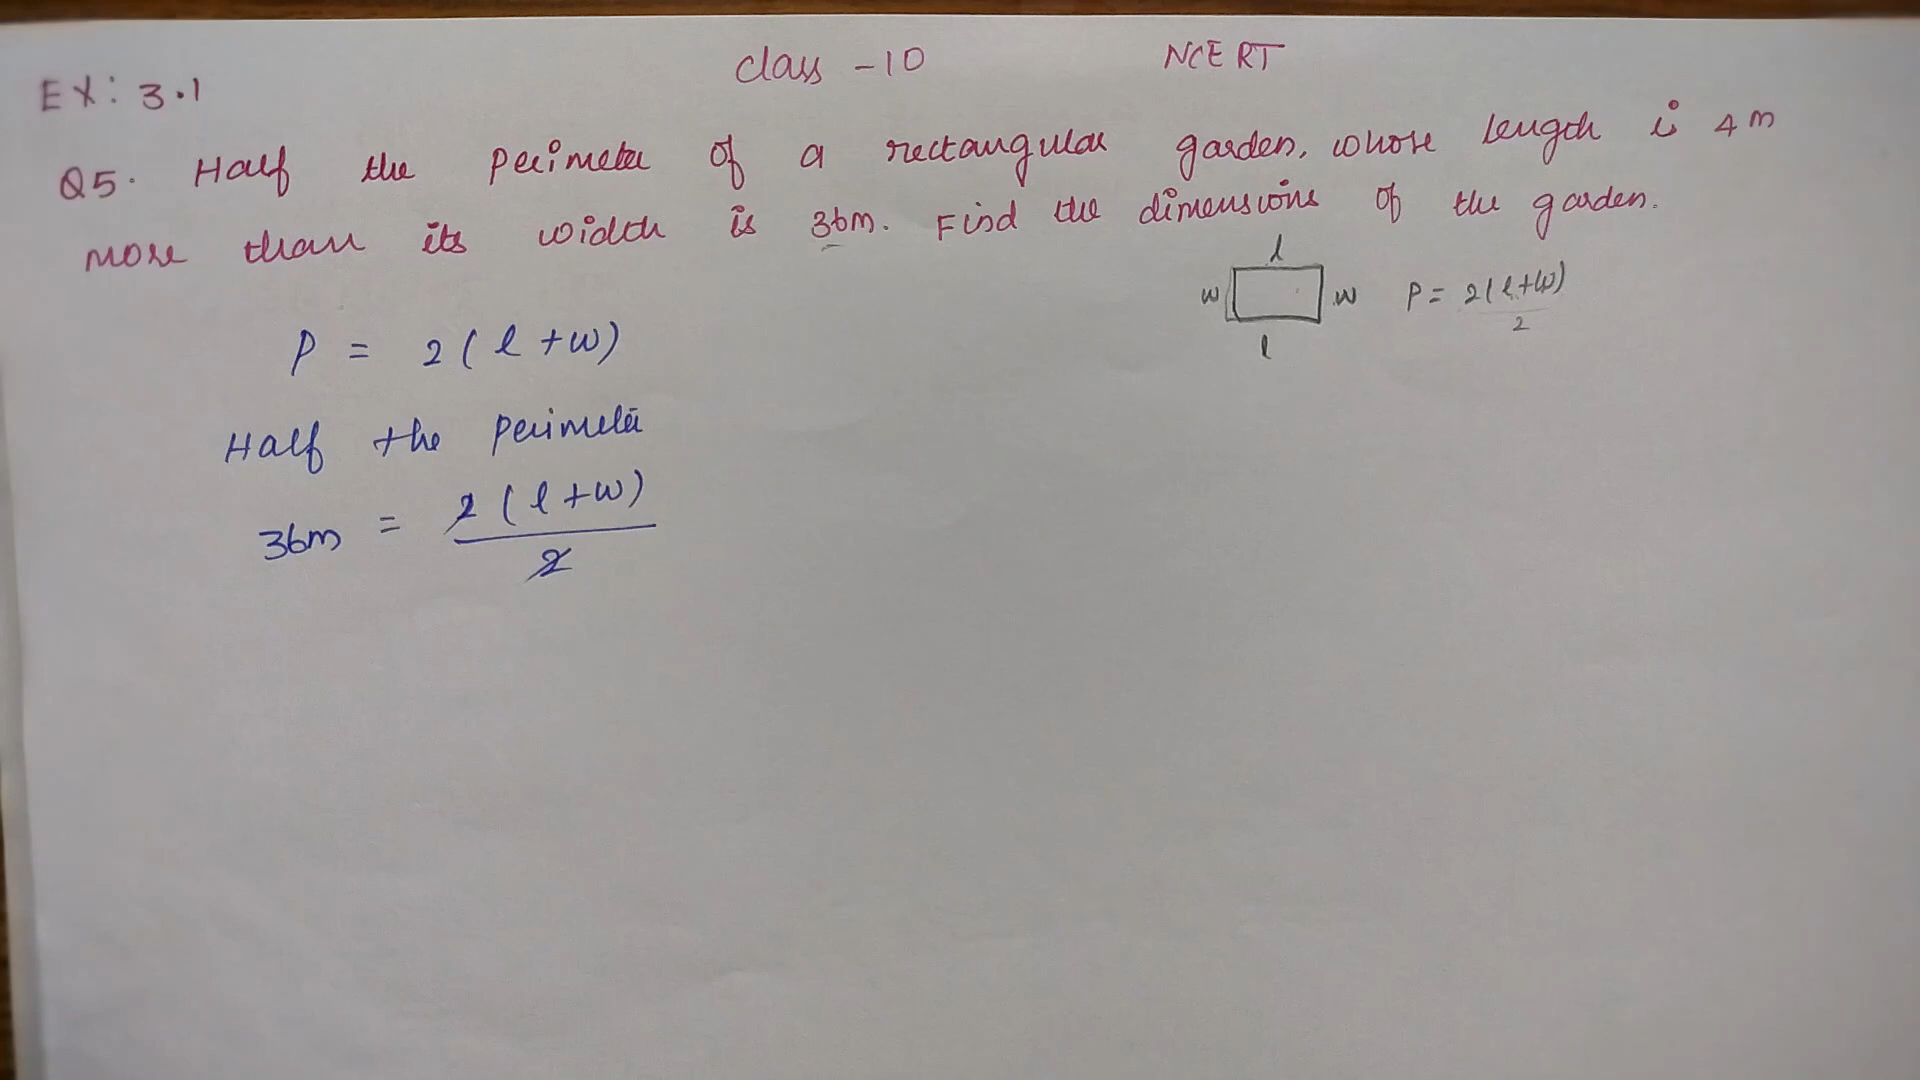 Class - 10 NCERT
EX: 3.1
Q5. Half the perimeter of a rectangular garden, whose length is 4m
more than its width is 36m. Find the dimensions of the garden.
l
w w P = 2(l+w)
2
l
P = 2(l+w)
Half the perimeter
36m = 2(l+w)
2